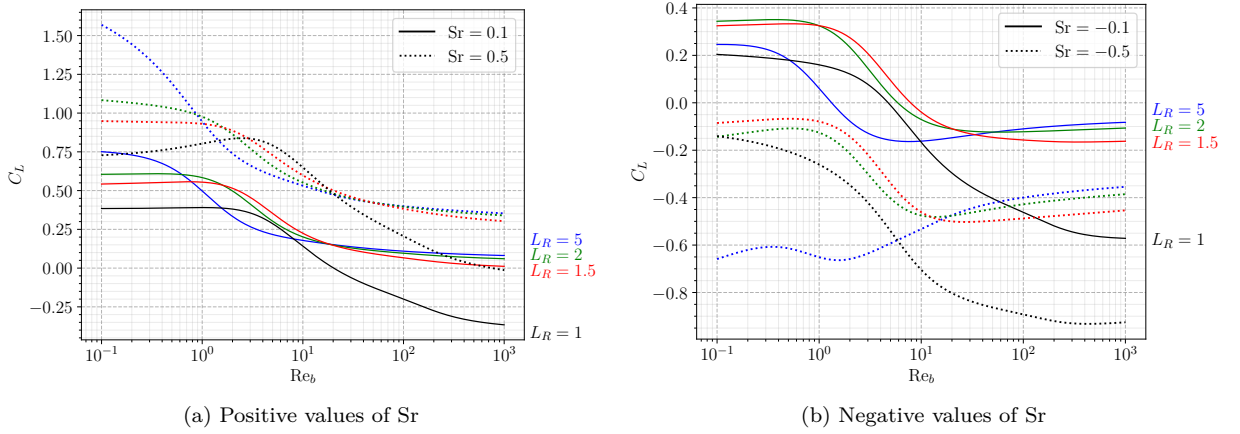 1.50
1.25
1.00
0.75
0.50
0.25
0.00
−0.25
C_L
10^{-1}
10^0
10^1
10^2
10^3
Re_b
Sr = 0.1
Sr = 0.5
L_R = 5
L_R = 2
L_R = 1.5
L_R = 1
(a) Positive values of Sr
0.4
0.2
0.0
−0.2
−0.4
−0.6
−0.8
C_L
10^{-1}
10^0
10^1
10^2
10^3
Re_b
Sr = −0.1
Sr = −0.5
L_R = 5
L_R = 2
L_R = 1.5
L_R = 1
(b) Negative values of Sr